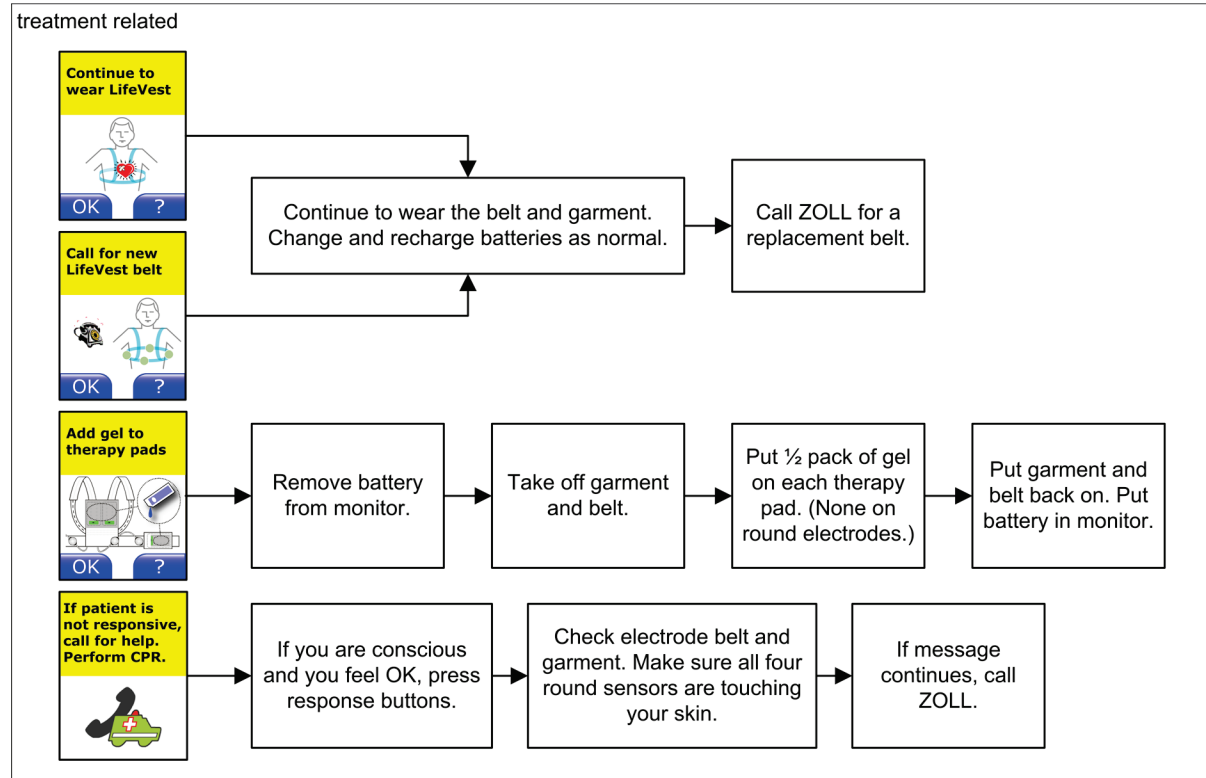 treatment related
Continue to
wear LifeVest
OK ?
Call for new
LifeVest belt
OK ?
Continue to wear the belt and garment.
Change and recharge batteries as normal.
Call ZOLL for a
replacement belt.
Add gel to
therapy pads
OK ?
Remove battery
from monitor.
Take off garment
and belt.
Put ½ pack of gel
on each therapy
pad. (None on
round electrodes.)
Put garment and
belt back on. Put
battery in monitor.
If patient is
not responsive,
call for help.
Perform CPR.
If you are conscious
and you feel OK, press
response buttons.
Check electrode belt and
garment. Make sure all four
round sensors are touching
your skin.
If message
continues, call
ZOLL.